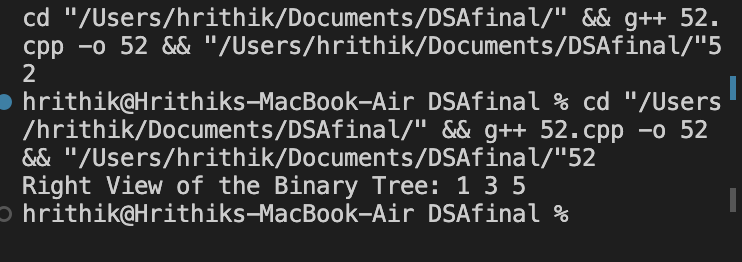 cd "/Users/hrithik/Documents/DSAfinal/" && g++ 52.
cpp -o 52 && "/Users/hrithik/Documents/DSAfinal/"5
2
hrithik@Hrithiks-MacBook-Air DSAfinal % cd "/Users
/hrithik/Documents/DSAfinal/" && g++ 52.cpp -o 52
&& "/Users/hrithik/Documents/DSAfinal/"52
Right View of the Binary Tree: 1 3 5
hrithik@Hrithiks-MacBook-Air DSAfinal %